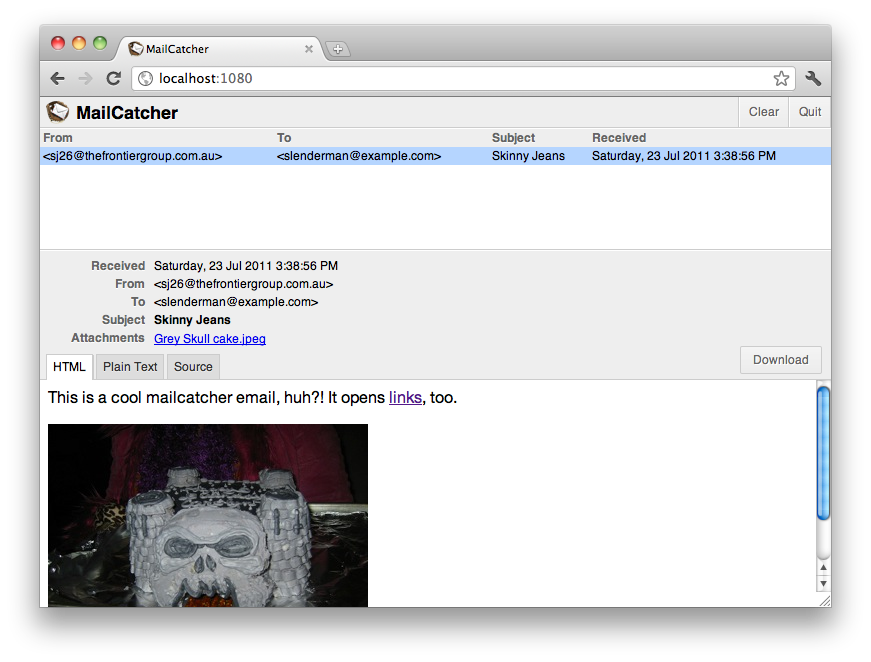 MailCatcher
localhost:1080
MailCatcher Clear Quit
From To Subject Received
<sj26@thefrontiergroup.com.au> <slenderman@example.com> Skinny Jeans Saturday, 23 Jul 2011 3:38:56 PM
Received Saturday, 23 Jul 2011 3:38:56 PM
From <sj26@thefrontiergroup.com.au>
To <slenderman@example.com>
Subject Skinny Jeans
Attachments Grey Skull cake.jpeg
HTML Plain Text Source Download
This is a cool mailcatcher email, huh?! It opens links, too.